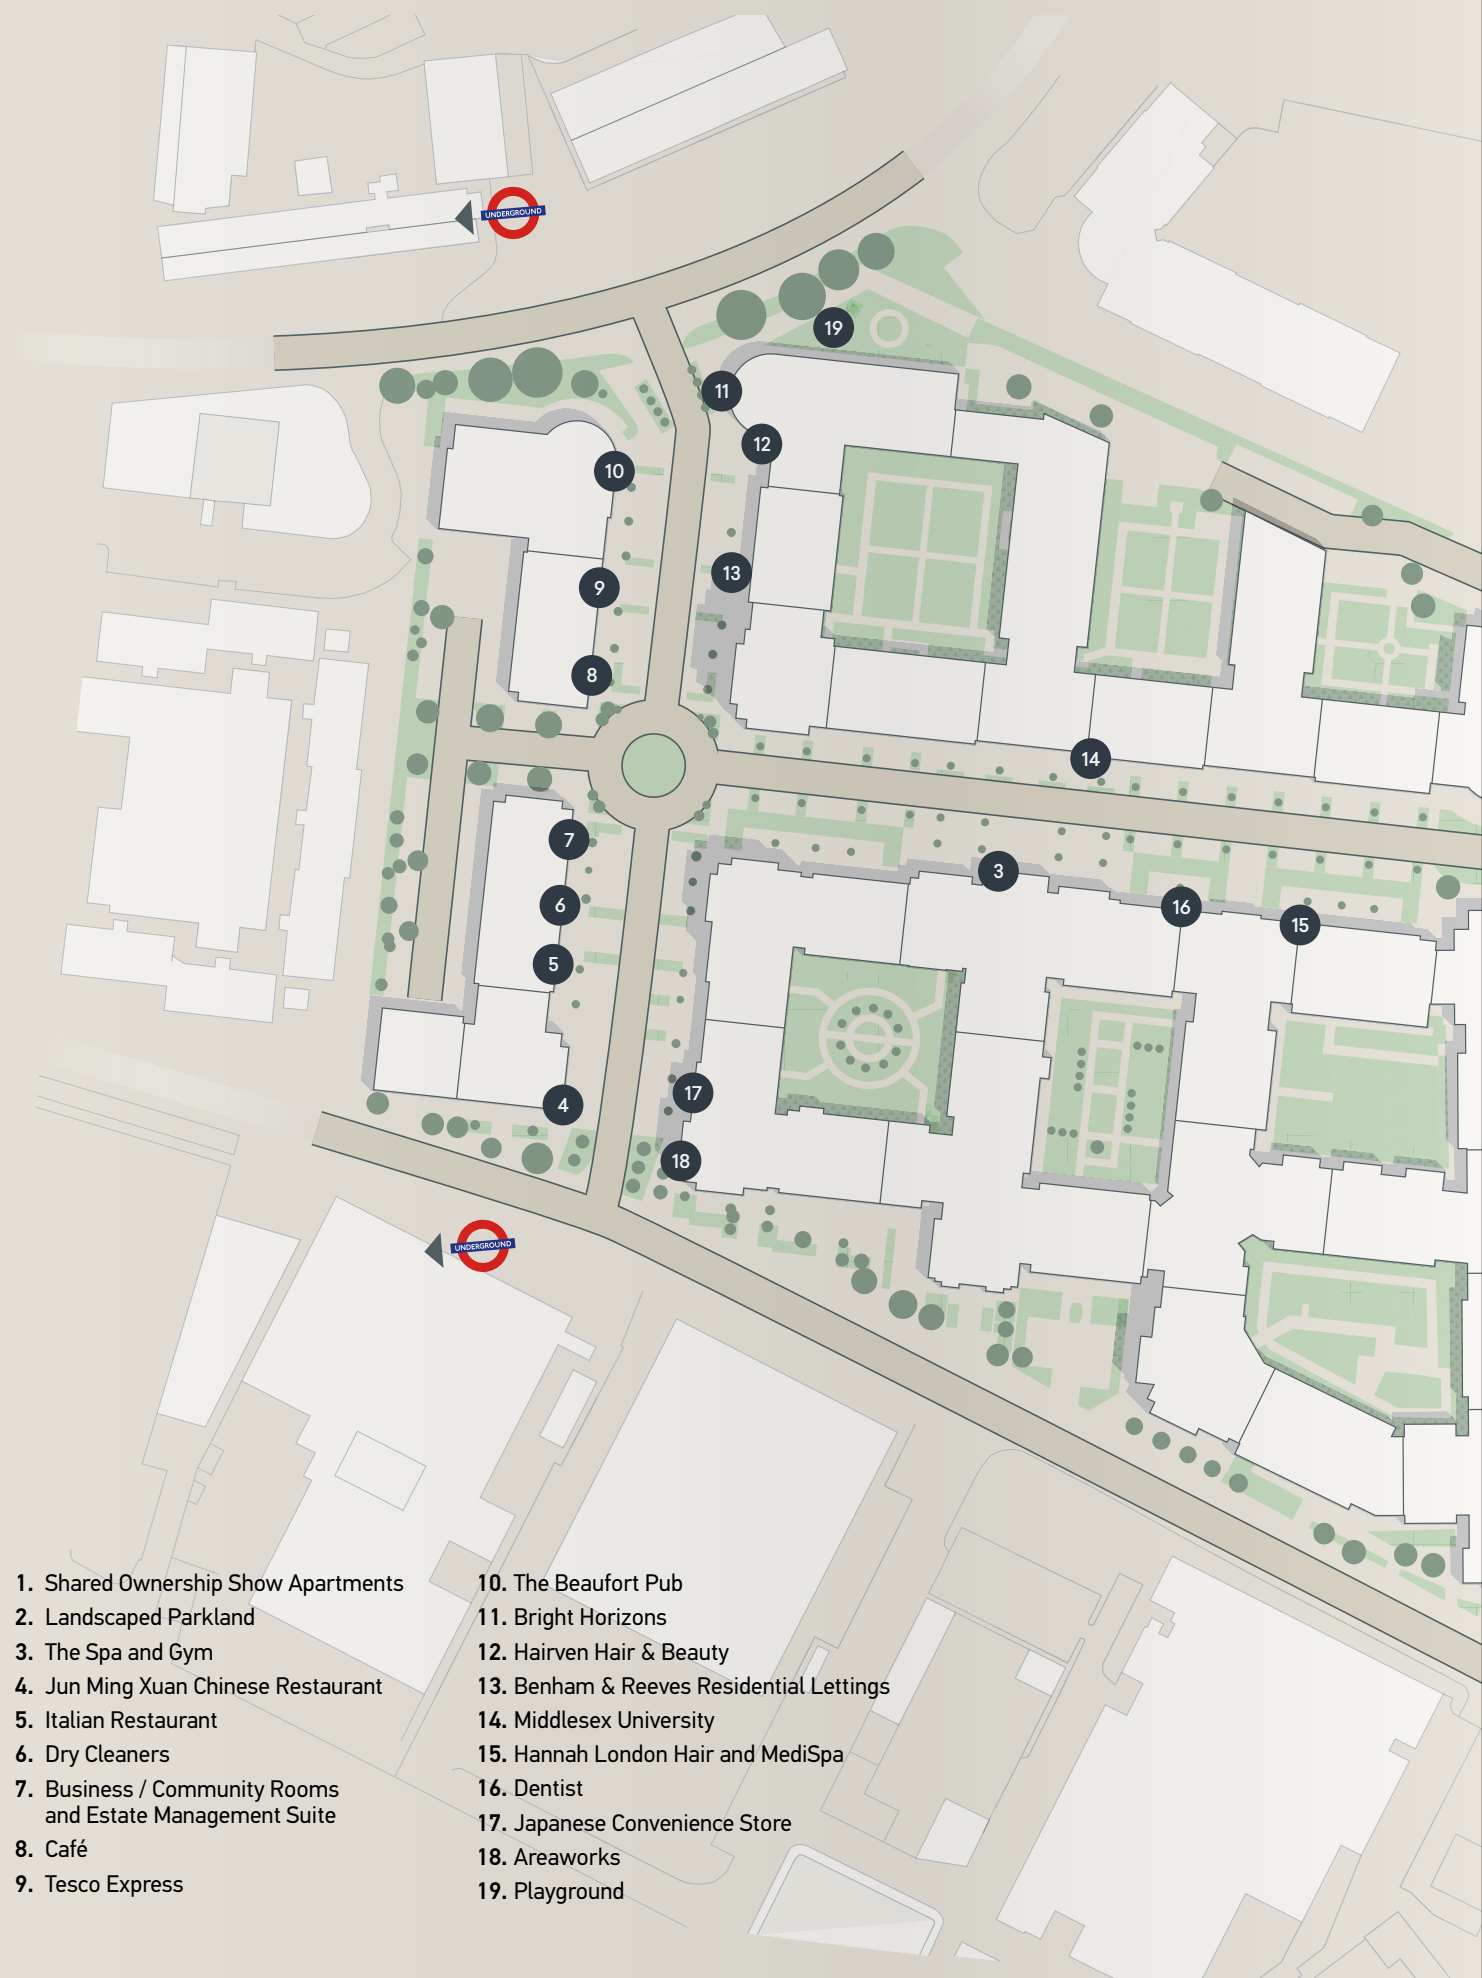 UNDERGROUND
19
11
12
10
13
9
8
14
7
3
6
16
15
5
17
4
18
UNDERGROUND
1. Shared Ownership Show Apartments
2. Landscaped Parkland
3. The Spa and Gym
4. Jun Ming Xuan Chinese Restaurant
5. Italian Restaurant
6. Dry Cleaners
7. Business / Community Rooms
and Estate Management Suite
8. Café
9. Tesco Express
10. The Beaufort Pub
11. Bright Horizons
12. Hairven Hair & Beauty
13. Benham & Reeves Residential Lettings
14. Middlesex University
15. Hannah London Hair and MediSpa
16. Dentist
17. Japanese Convenience Store
18. Areaworks
19. Playground